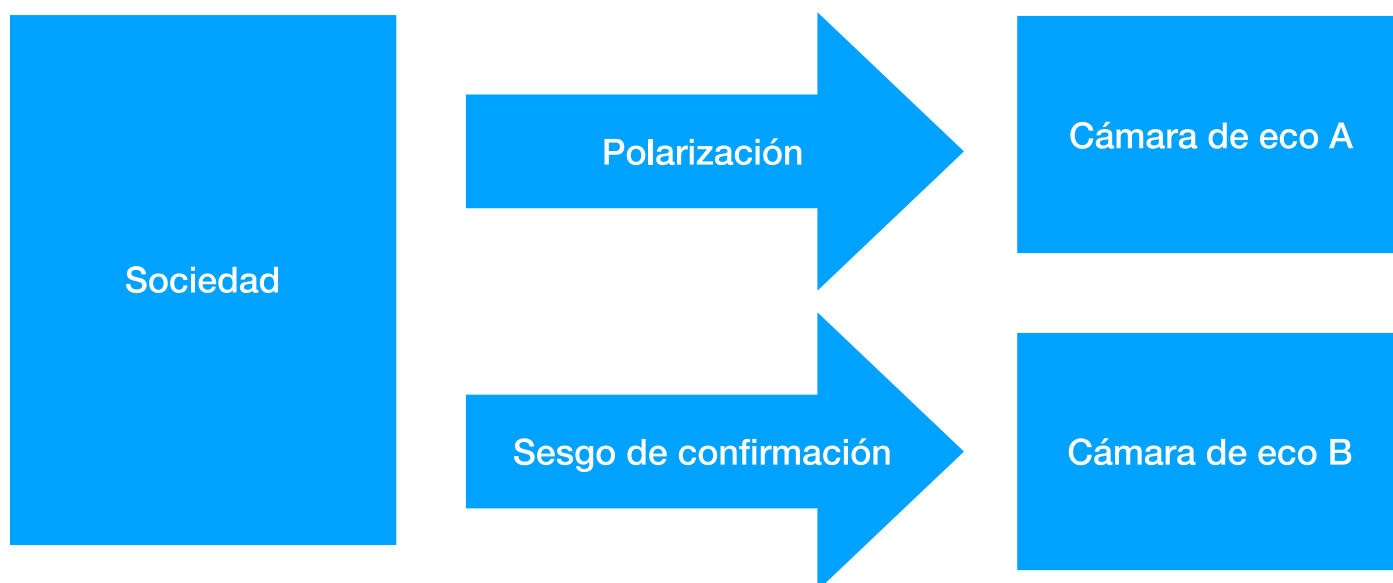 Sociedad
Polarización
Cámara de eco A
Sesgo de confirmación
Cámara de eco B